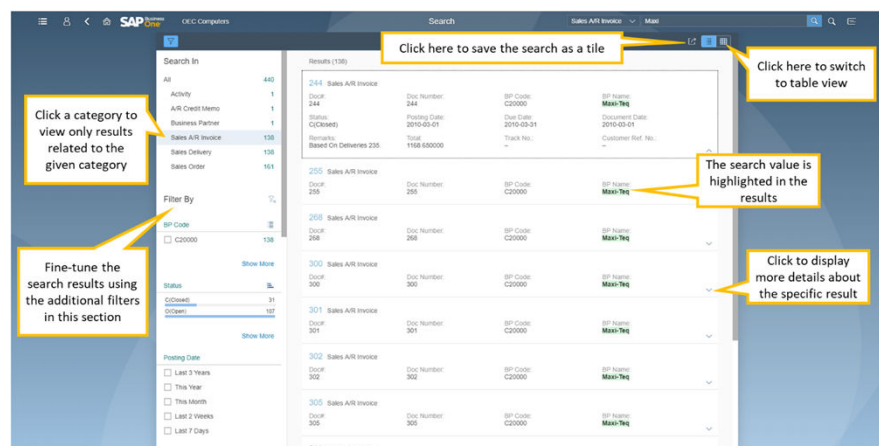 SAP Business One
OEC Computers
Search
Sales A/R Invoice
Maxi
Click here to save the search as a tile
Click here to switch
to table view
Search In
All 440
Activity 1
A/R Credit Memo 1
Business Partner 1
Sales A/R Invoice 138
Sales Delivery 138
Sales Order 161
Click a category to
view only results
related to the
given category
Filter By
BP Code
C20000 138
Show More
Status
C(Closed) 31
O(Open) 107
Show More
Posting Date
Last 3 Years
This Year
This Month
Last 2 Weeks
Last 7 Days
Fine-tune the
search results using
the additional filters
in this section
Results (138)
244 Sales A/R Invoice
Doc#: Doc Number: BP Code: BP Name:
244 244 C20000 Maxi-Teq
Status: Posting Date: Due Date: Document Date:
C(Closed) 2010-03-01 2010-03-31 2010-03-01
Remarks: Total: Track No.: Customer Ref. No.:
Based On Deliveries 235 1168.650000 – –
255 Sales A/R Invoice
Doc#: Doc Number: BP Code: BP Name:
255 255 C20000 Maxi-Teq
268 Sales A/R Invoice
Doc#: Doc Number: BP Code: BP Name:
268 268 C20000 Maxi-Teq
300 Sales A/R Invoice
Doc#: Doc Number: BP Code: BP Name:
300 300 C20000 Maxi-Teq
301 Sales A/R Invoice
Doc#: Doc Number: BP Code: BP Name:
301 301 C20000 Maxi-Teq
302 Sales A/R Invoice
Doc#: Doc Number: BP Code: BP Name:
302 302 C20000 Maxi-Teq
305 Sales A/R Invoice
Doc#: Doc Number: BP Code: BP Name:
305 305 C20000 Maxi-Teq
The search value is
highlighted in the
results
Click to display
more details about
the specific result